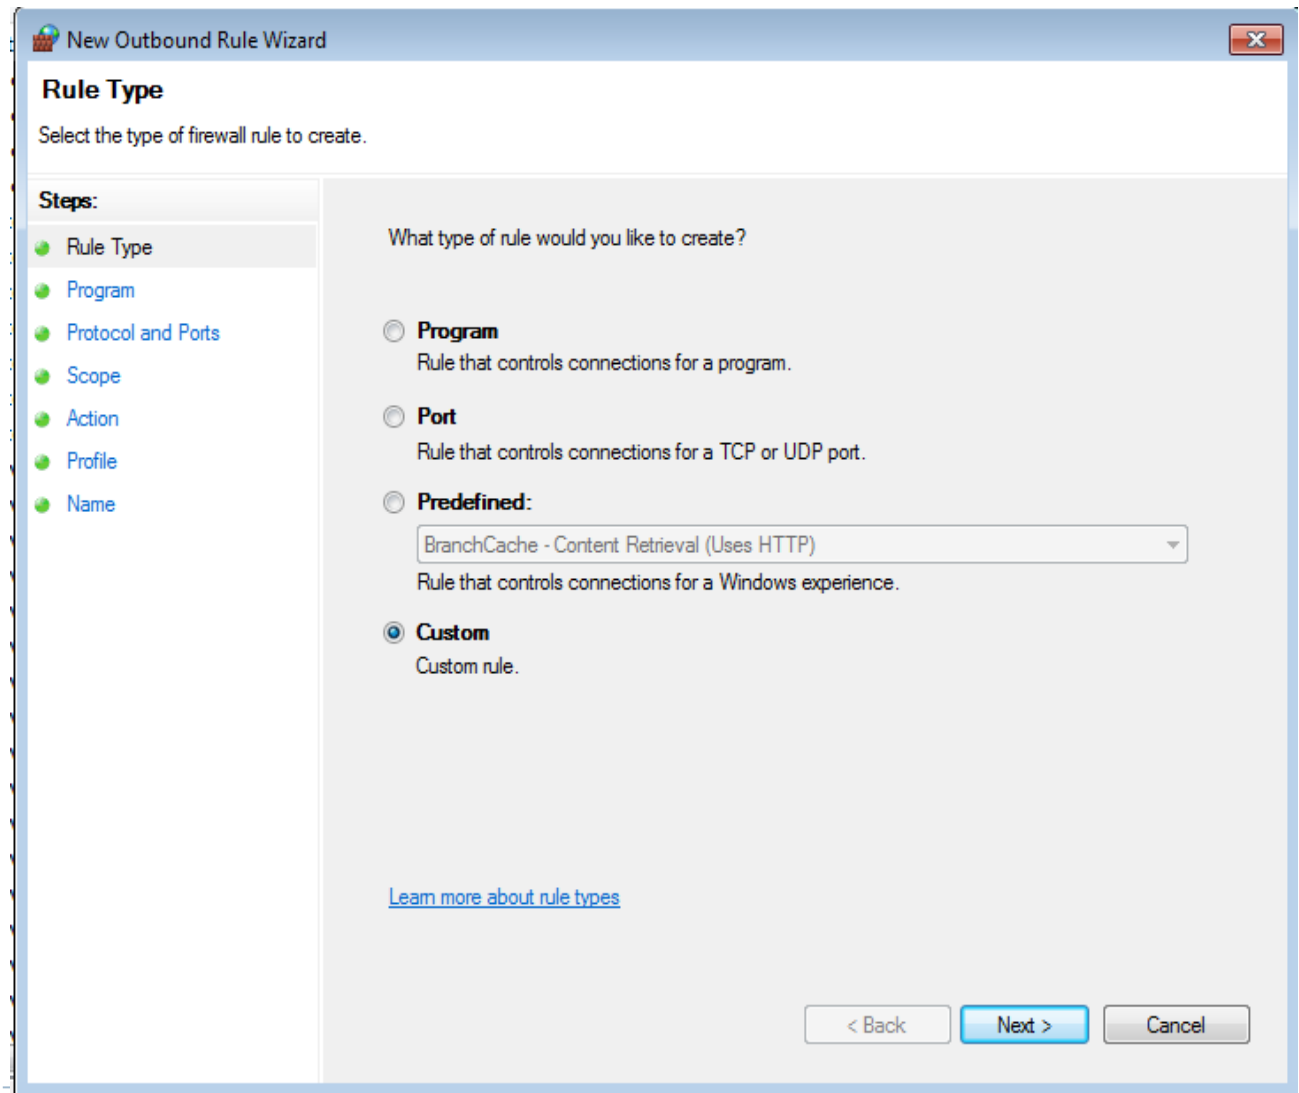 New Outbound Rule Wizard
Rule Type
Select the type of firewall rule to create.
Steps:
Rule Type
Program
Protocol and Ports
Scope
Action
Profile
Name
What type of rule would you like to create?
Program
Rule that controls connections for a program.
Port
Rule that controls connections for a TCP or UDP port.
Predefined:
BranchCache - Content Retrieval (Uses HTTP)
Rule that controls connections for a Windows experience.
Custom
Custom rule.
Learn more about rule types
< Back
Next >
Cancel